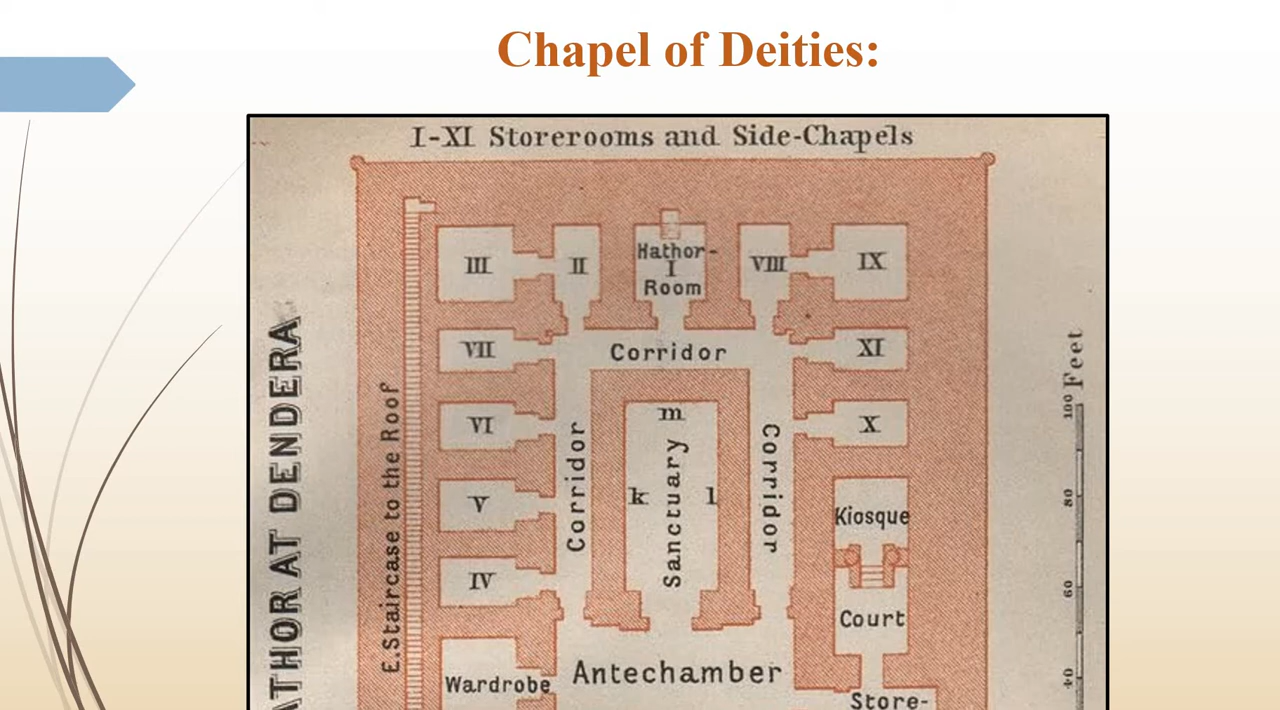 Chapel of Deities:
I-XI Storerooms and Side-Chapels
III
II
Hathor-
I
Room
VIII
IX
VII
Corridor
XI
VI
m
X
Corridor
k
Sanctuary
l
Corridor
V
Kiosque
IV
Court
Wardrobe
Antechamber
Store-
E. Staircase to the Roof
ATHOR AT DENDERA
100 Feet
80
60
40